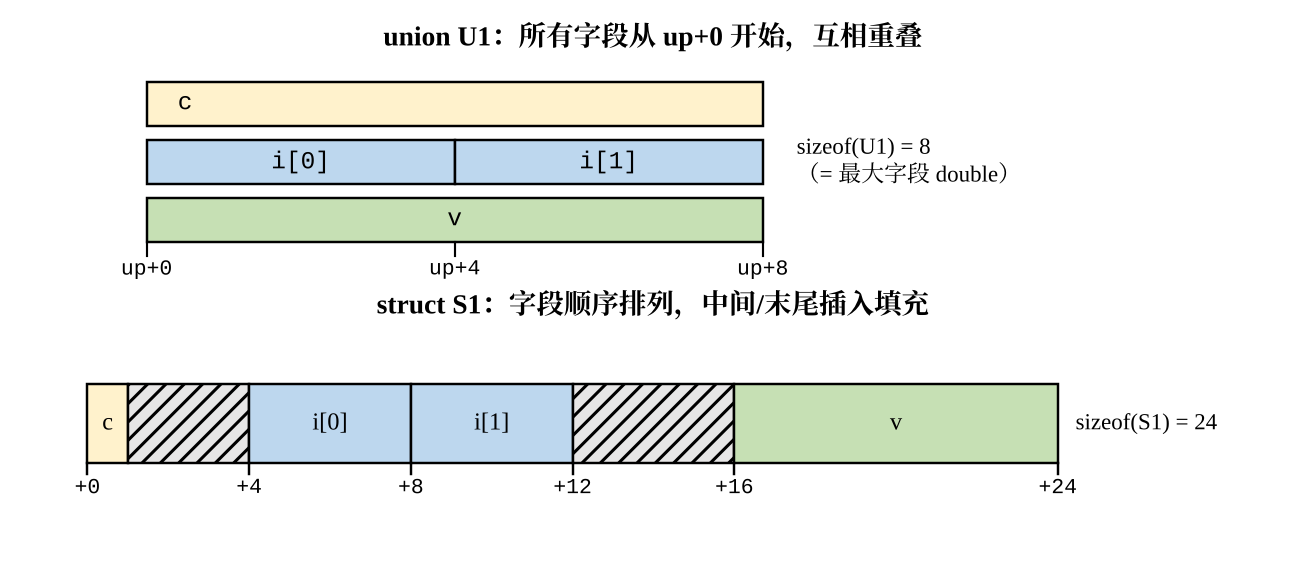 union U1：所有字段从 up+0 开始，互相重叠
c
i[0] i[1]
sizeof(U1) = 8
（= 最大字段 double）
v
up+0 up+4 up+8
struct S1：字段顺序排列，中间/末尾插入填充
c i[0] i[1] v
sizeof(S1) = 24
+0 +4 +8 +12 +16 +24